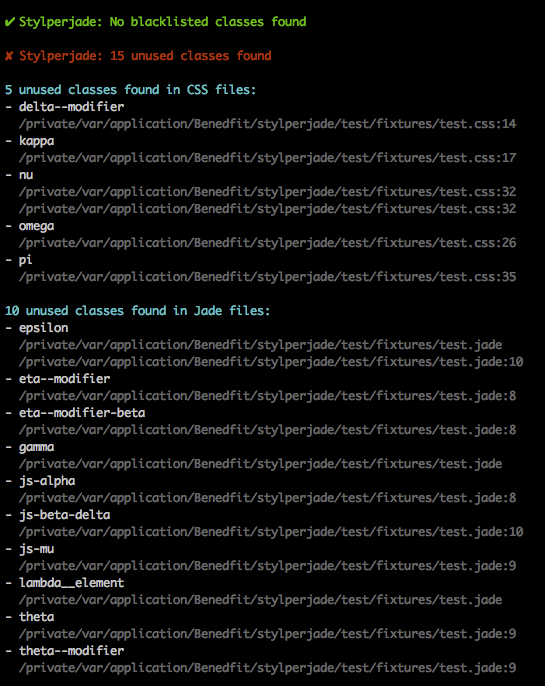 ✔ Stylperjade: No blacklisted classes found
✘ Stylperjade: 15 unused classes found
5 unused classes found in CSS files:
- delta--modifier
/private/var/application/Benedfit/stylperjade/test/fixtures/test.css:14
- kappa
/private/var/application/Benedfit/stylperjade/test/fixtures/test.css:17
- nu
/private/var/application/Benedfit/stylperjade/test/fixtures/test.css:32
/private/var/application/Benedfit/stylperjade/test/fixtures/test.css:32
- omega
/private/var/application/Benedfit/stylperjade/test/fixtures/test.css:26
- pi
/private/var/application/Benedfit/stylperjade/test/fixtures/test.css:35
10 unused classes found in Jade files:
- epsilon
/private/var/application/Benedfit/stylperjade/test/fixtures/test.jade
/private/var/application/Benedfit/stylperjade/test/fixtures/test.jade:10
- eta--modifier
/private/var/application/Benedfit/stylperjade/test/fixtures/test.jade:8
- eta--modifier-beta
/private/var/application/Benedfit/stylperjade/test/fixtures/test.jade:8
- gamma
/private/var/application/Benedfit/stylperjade/test/fixtures/test.jade
- js-alpha
/private/var/application/Benedfit/stylperjade/test/fixtures/test.jade:8
- js-beta-delta
/private/var/application/Benedfit/stylperjade/test/fixtures/test.jade:10
- js-mu
/private/var/application/Benedfit/stylperjade/test/fixtures/test.jade:9
- lambda__element
/private/var/application/Benedfit/stylperjade/test/fixtures/test.jade
- theta
/private/var/application/Benedfit/stylperjade/test/fixtures/test.jade:9
- theta--modifier
/private/var/application/Benedfit/stylperjade/test/fixtures/test.jade:9